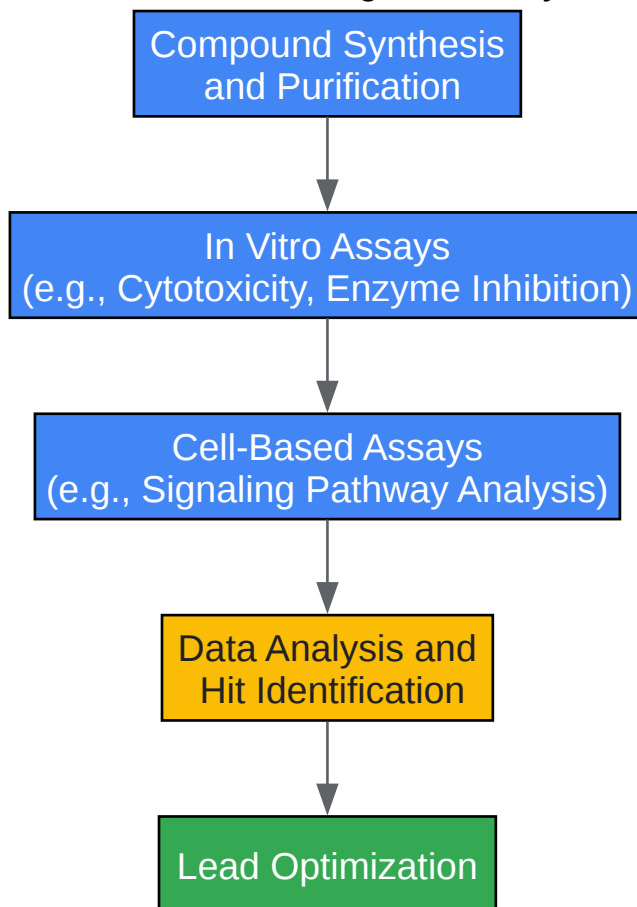 Compound Synthesis
and Purification
In Vitro Assays
(e.g., Cytotoxicity, Enzyme Inhibition)
Cell-Based Assays
(e.g., Signaling Pathway Analysis)
Data Analysis and
Hit Identification
Lead Optimization